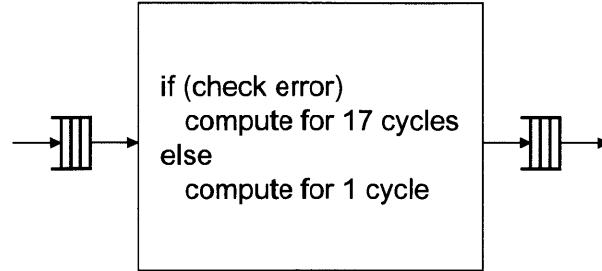 if (check error)
compute for 17 cycles
else
compute for 1 cycle